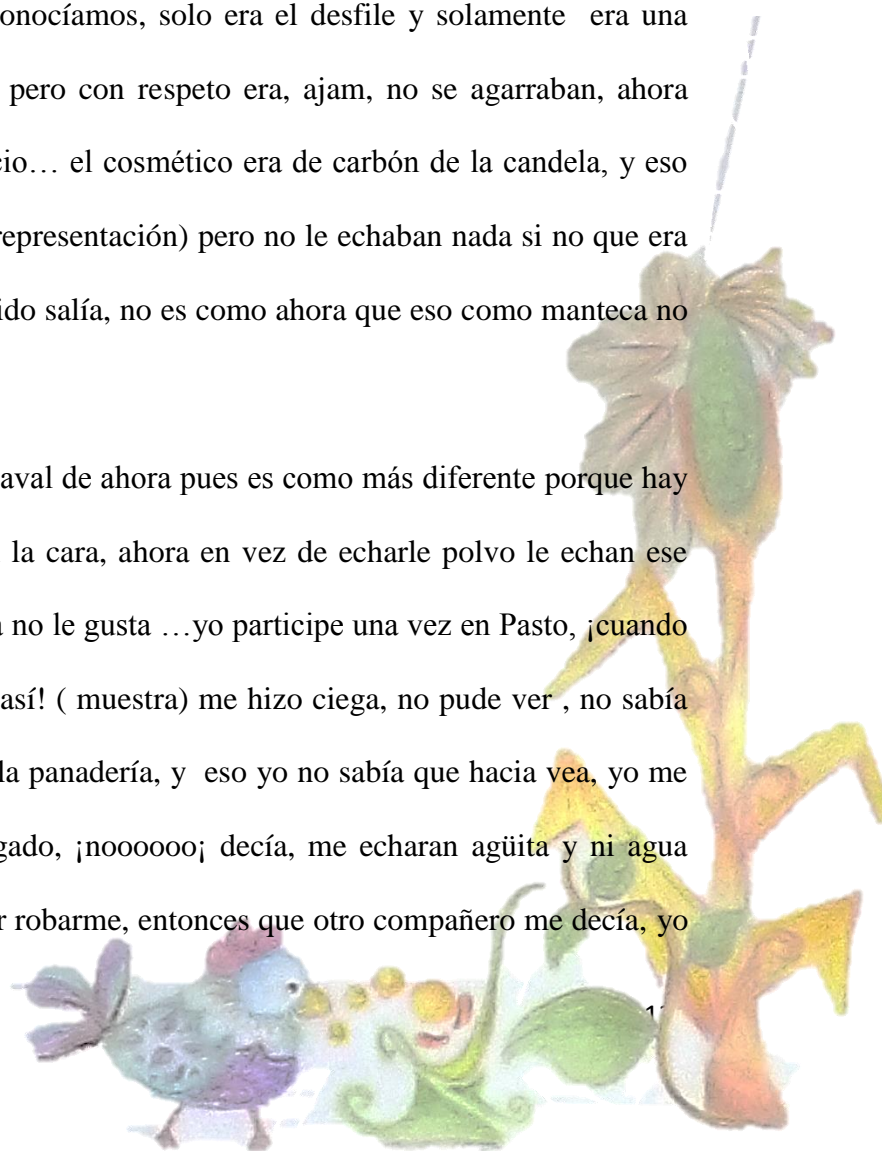 onocíamos, solo era el desfile y solamente era una
pero con respeto era, ajam, no se agarraban, ahora
cio… el cosmético era de carbón de la candela, y eso
representación) pero no le echaban nada si no que era
ido salía, no es como ahora que eso como manteca no
aval de ahora pues es como más diferente porque hay
la cara, ahora en vez de echarle polvo le echan ese
a no le gusta …yo participe una vez en Pasto, ¡cuando
así! ( muestra) me hizo ciega, no pude ver , no sabía
la panadería, y eso yo no sabía que hacia vea, yo me
gado, ¡noooooo¡ decía, me echaran agüita y ni agua
r robarme, entonces que otro compañero me decía, yo